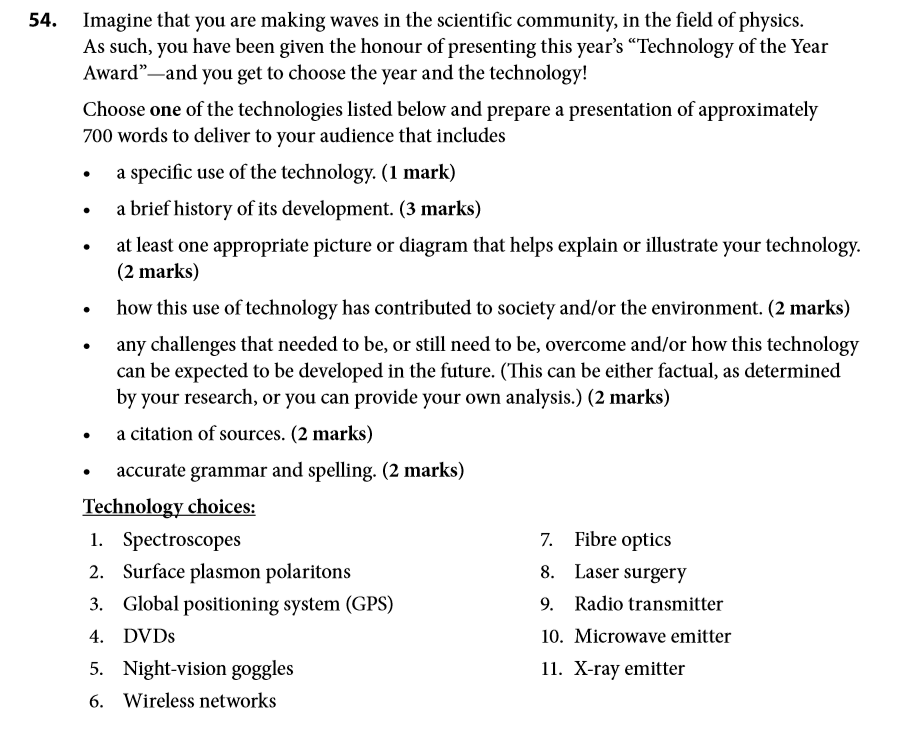 54. Imagine that you are making waves in the scientific community, in the field of physics.
As such, you have been given the honour of presenting this year's “Technology of the Year
Award”—and you get to choose the year and the technology!
Choose one of the technologies listed below and prepare a presentation of approximately
700 words to deliver to your audience that includes
• a specific use of the technology. (1 mark)
• a brief history of its development. (3 marks)
• at least one appropriate picture or diagram that helps explain or illustrate your technology.
(2 marks)
• how this use of technology has contributed to society and/or the environment. (2 marks)
• any challenges that needed to be, or still need to be, overcome and/or how this technology
can be expected to be developed in the future. (This can be either factual, as determined
by your research, or you can provide your own analysis.) (2 marks)
• a citation of sources. (2 marks)
• accurate grammar and spelling. (2 marks)
Technology choices:
1. Spectroscopes
2. Surface plasmon polaritons
3. Global positioning system (GPS)
4. DVDs
5. Night-vision goggles
6. Wireless networks
7. Fibre optics
8. Laser surgery
9. Radio transmitter
10. Microwave emitter
11. X-ray emitter